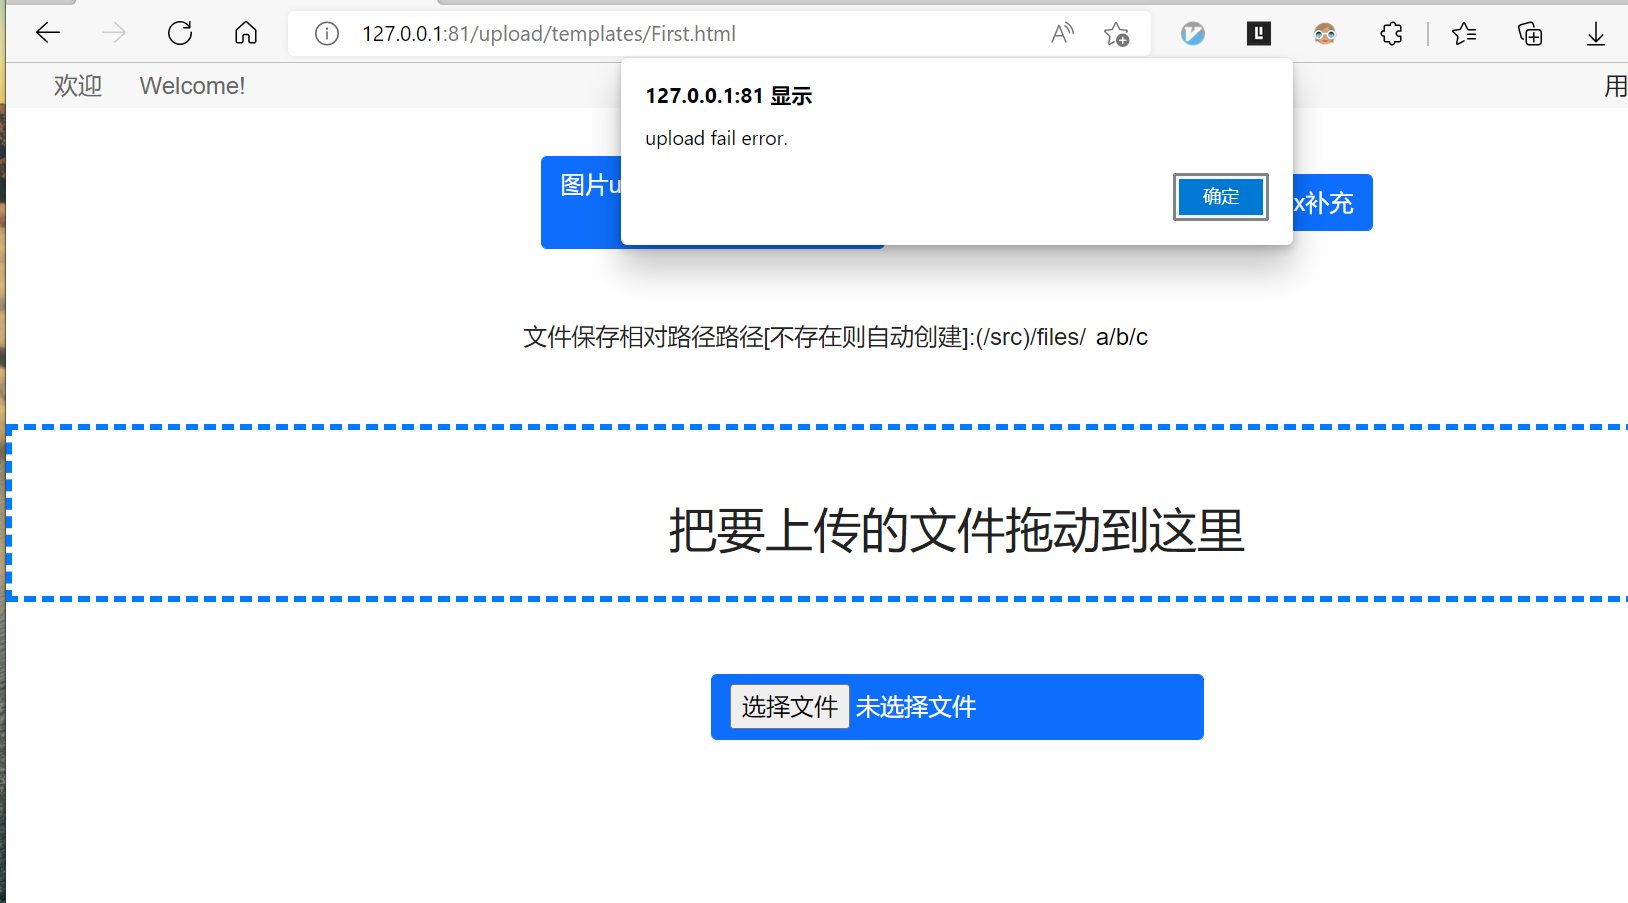 127.0.0.1:81/upload/templates/First.html
欢迎 Welcome! 用
127.0.0.1:81 显示
upload fail error.
确定
图片u
x补充
文件保存相对路径路径[不存在则自动创建]:(/src)/files/ a/b/c
把要上传的文件拖动到这里
选择文件 未选择文件